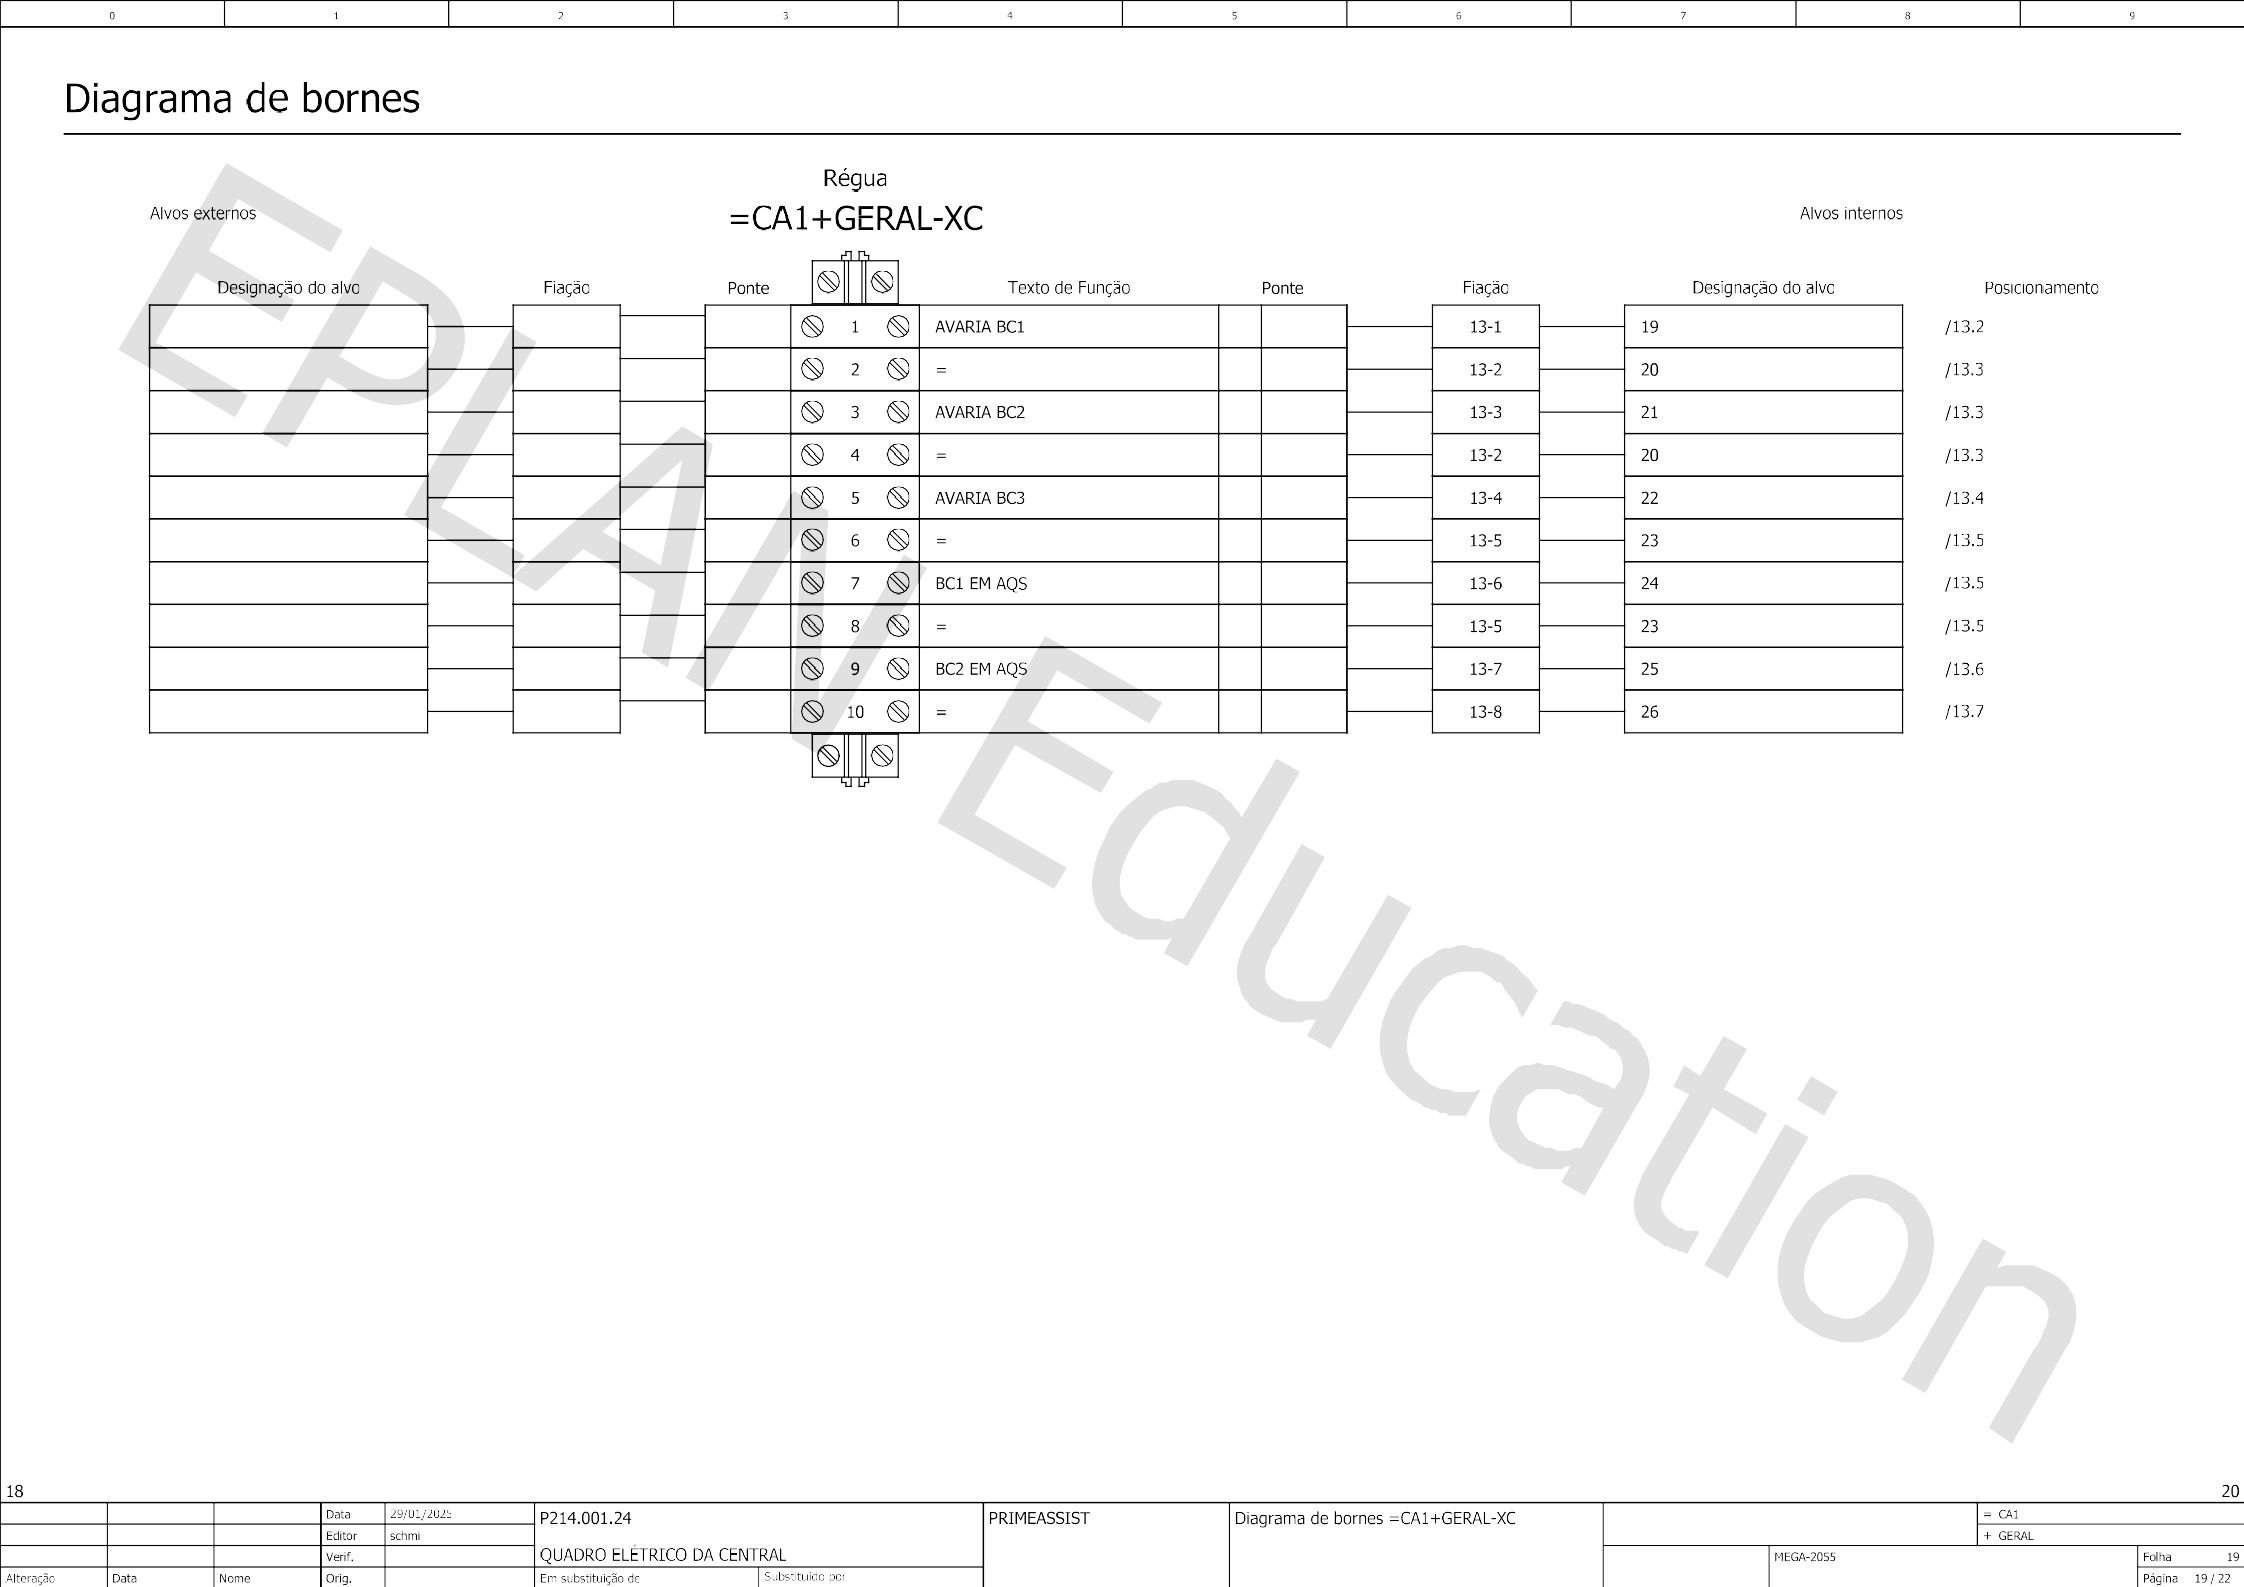 0 1 2 3 4 5 6 7 8 9
Diagrama de bornes
Régua
Alvos externos =CA1+GERAL-XC Alvos internos
Designação do alvo Fiação Ponte Texto de Função Ponte Fiação Designação do alvo Posicionamento
1 AVARIA BC1 13-1 19 /13.2
2 = 13-2 20 /13.3
3 AVARIA BC2 13-3 21 /13.3
4 = 13-2 20 /13.3
5 AVARIA BC3 13-4 22 /13.4
6 = 13-5 23 /13.5
7 BC1 EM AQS 13-6 24 /13.5
8 = 13-5 23 /13.5
9 BC2 EM AQS 13-7 25 /13.6
10 = 13-8 26 /13.7
EPLAN Education
18 20
Data 29/01/2025 P214.001.24 PRIMEASSIST Diagrama de bornes =CA1+GERAL-XC = CA1
Editor schmi + GERAL
Verif. QUADRO ELÉTRICO DA CENTRAL MEGA-2055 Folha 19
Alteração Data Nome Orig. Em substituição de Substituído por Página 19 / 22